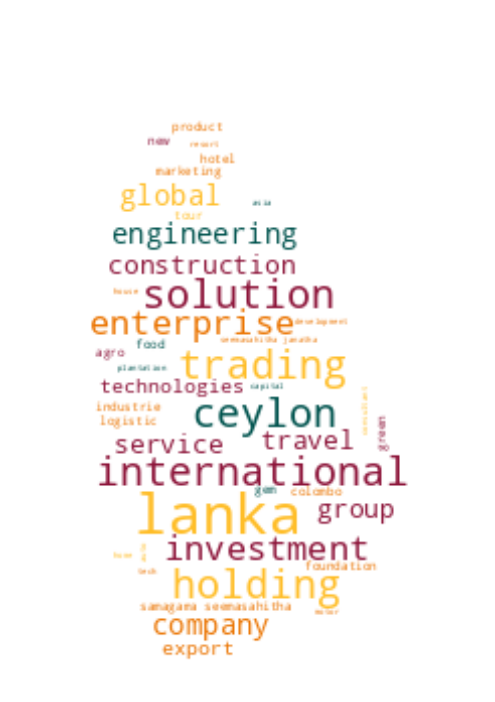 product
new resort
hotel
marketing
global asia
tour
engineering
construction
house solution
enterprise development
seemasahitha janatha
food
agro trading
plantation
technologies capital
industrie ceylon consultant
logistic green
service travel
international
gem colombo
lanka group
investment
home
foundation
tech holding
samagama seemasahitha
motor
company
export